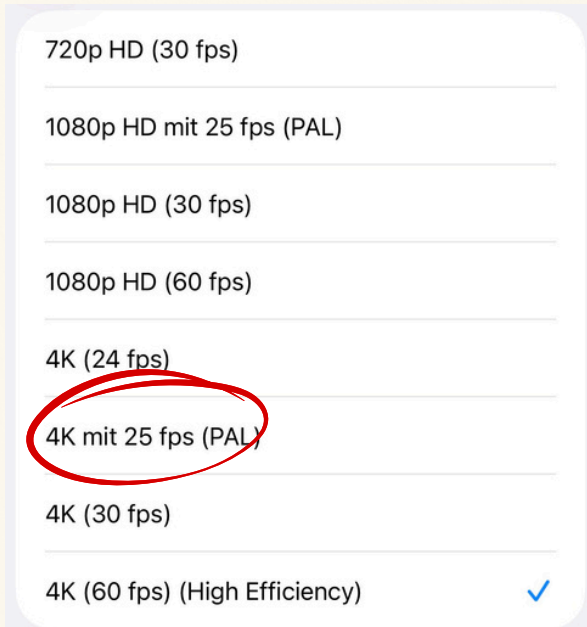 720p HD (30 fps)
1080p HD mit 25 fps (PAL)
1080p HD (30 fps)
1080p HD (60 fps)
4K (24 fps)
4K mit 25 fps (PAL)
4K (30 fps)
4K (60 fps) (High Efficiency)